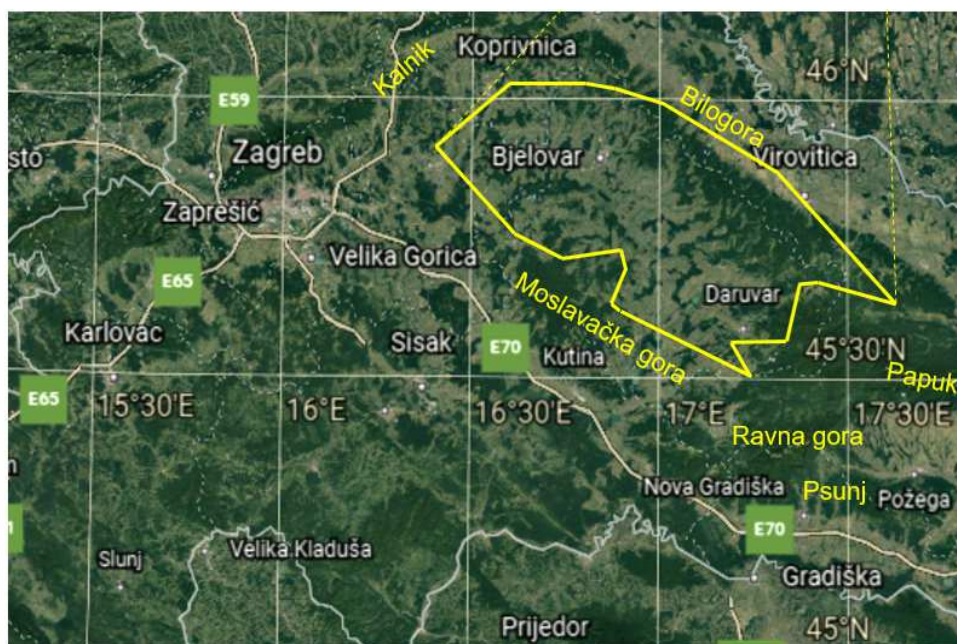 Koprivnica
Kalnik
46°N
E59
Bilogora
Zagreb
Bjelovar
Virovitica
sto
Zaprešić
Velika Gorica
E65
Moslavačka gora
Daruvar
Karlovac
Sisak
E70
Kutina
45°30'N
E65
Papuk
15°30'E
16°E
16°30'E
17°E
17°30'E
Ravna gora
Nova Gradiška
Psunj
Požega
E70
Slunj
Velika Kladuša
Gradiška
Prijedor
45°N